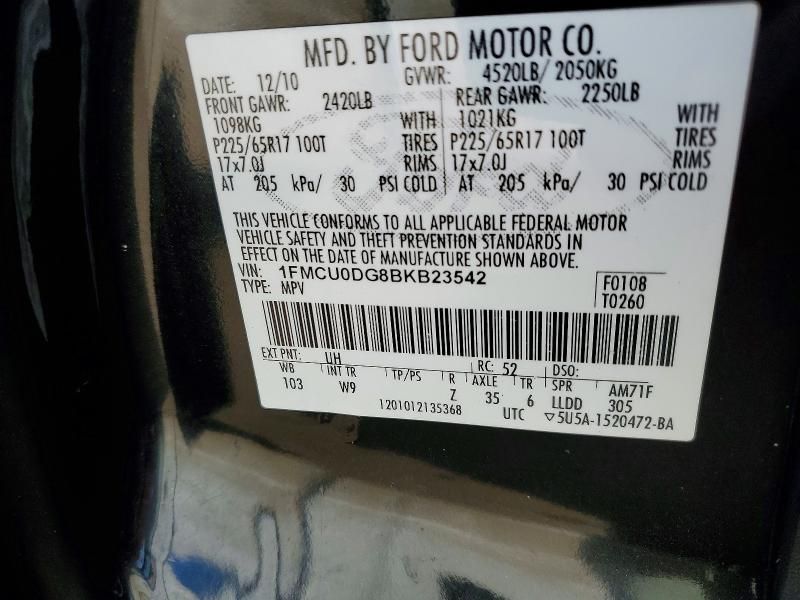 MFD. BY FORD MOTOR CO.
DATE: 12/10 GVWR: 4520LB/ 2050KG
FRONT GAWR: 2420LB REAR GAWR: 2250LB
1098KG WITH 1021KG WITH
P225/65R17 100T TIRES P225/65R17 100T TIRES
17x7.0J RIMS 17x7.0J RIMS
AT 205 kPa/ 30 PSI COLD AT 205 kPa/ 30 PSI COLD
THIS VEHICLE CONFORMS TO ALL APPLICABLE FEDERAL MOTOR
VEHICLE SAFETY AND THEFT PREVENTION STANDARDS IN
EFFECT ON THE DATE OF MANUFACTURE SHOWN ABOVE.
VIN: 1FMCU0DG8BKB23542 F0108
TYPE: MPV T0260
EXT PNT: UH RC: 52 DSO:
WB INT TR TP/PS R AXLE TR SPR AM71F
103 W9 Z 35 6 LLDD 305
1201012135368 UTC ▽5U5A-1520472-BA